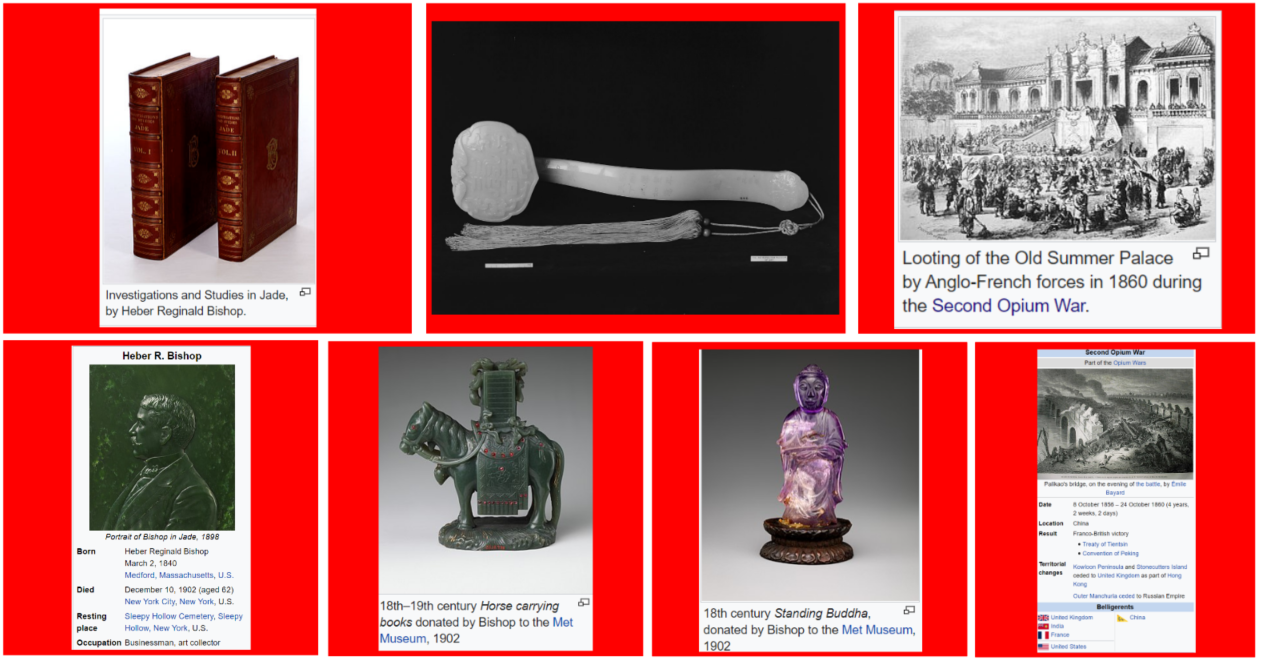 JADE
VOL. I
JADE
VOL. II
Investigations and Studies in Jade,
by Heber Reginald Bishop.
Looting of the Old Summer Palace
by Anglo-French forces in 1860 during
the Second Opium War.
Heber R. Bishop
Portrait of Bishop in Jade, 1898
Born Heber Reginald Bishop
March 2, 1840
Medford, Massachusetts, U.S.
Died December 10, 1902 (aged 62)
New York City, New York, U.S.
Resting Sleepy Hollow Cemetery, Sleepy
place Hollow, New York, U.S.
Occupation Businessman, art collector
18th–19th century Horse carrying
books donated by Bishop to the Met
Museum, 1902
18th century Standing Buddha,
donated by Bishop to the Met Museum,
1902
Second Opium War
Part of the Opium Wars
Palikao's bridge, on the evening of the battle, by Émile
Bayard
Date 8 October 1856 – 24 October 1860 (4 years,
2 weeks, 2 days)
Location China
Result Franco-British victory
• Treaty of Tientsin
• Convention of Peking
Territorial Kowloon Peninsula and Stonecutters Island
changes ceded to United Kingdom as part of Hong
Kong
Outer Manchuria ceded to Russian Empire
Belligerents
United Kingdom China
India
France
United States